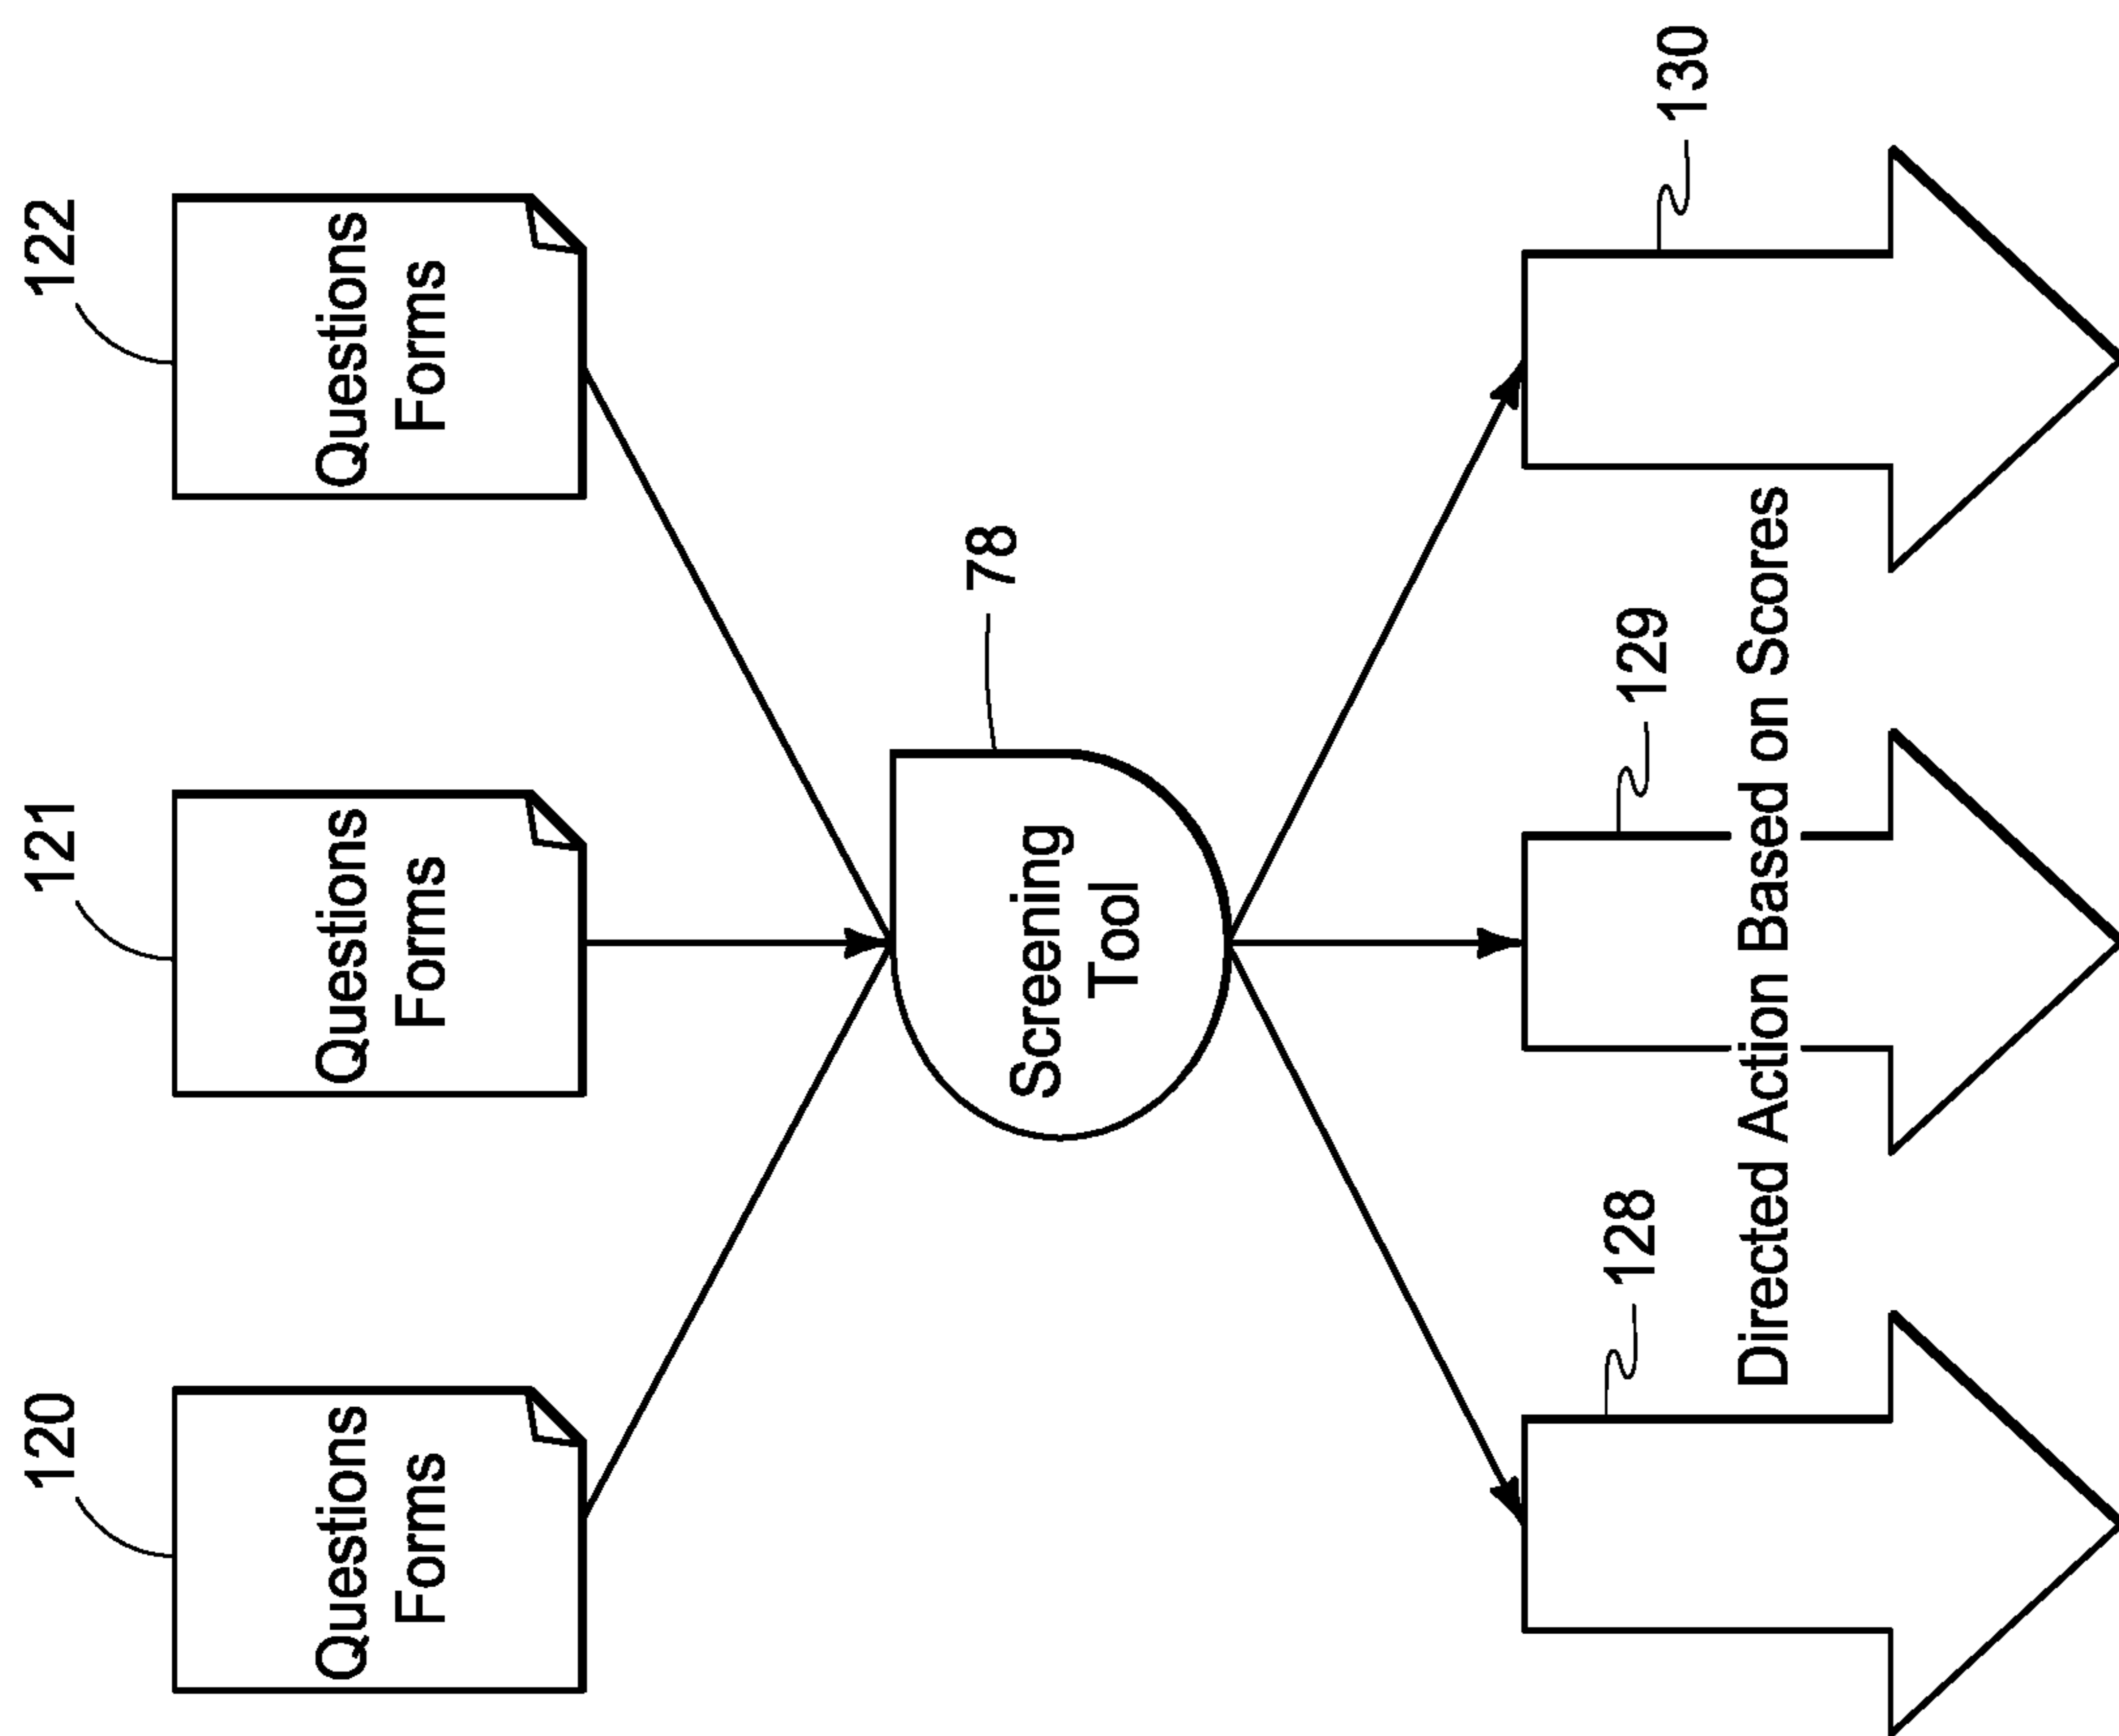 120
121
122
Questions
Forms
Questions
Forms
Questions
Forms
78
Screening
Tool
128
129
130
Directed Action Based on Scores